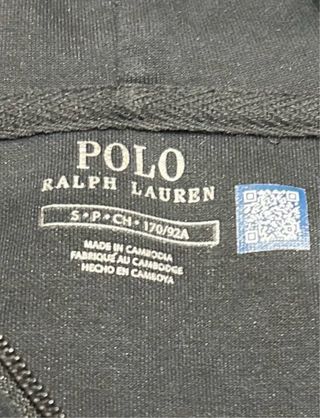 POLO
RALPH LAUREN
S•P•CH•170/92A
MADE IN CAMBODIA
FABRIQUÉ AU CAMBODGE
HECHO EN CAMBOYA